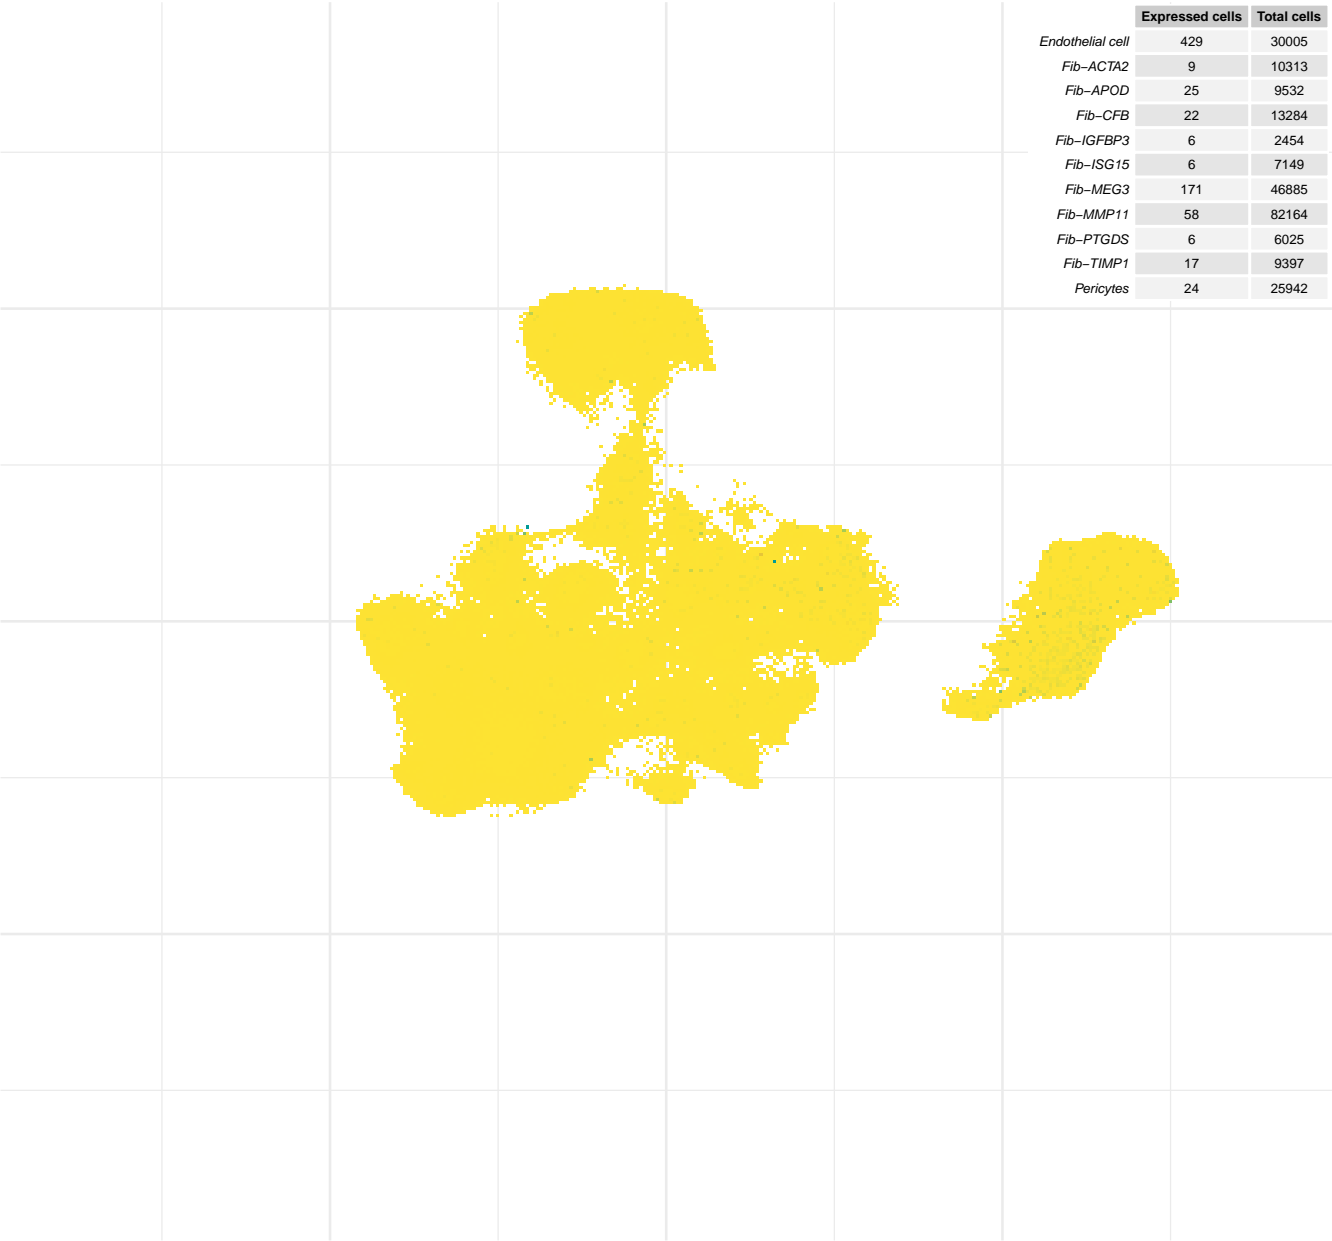 Expressed cells Total cells
Endothelial cell 429 30005
Fib−ACTA2 9 10313
Fib−APOD 25 9532
Fib−CFB 22 13284
Fib−IGFBP3 6 2454
Fib−ISG15 6 7149
Fib−MEG3 171 46885
Fib−MMP11 58 82164
Fib−PTGDS 6 6025
Fib−TIMP1 17 9397
Pericytes 24 25942